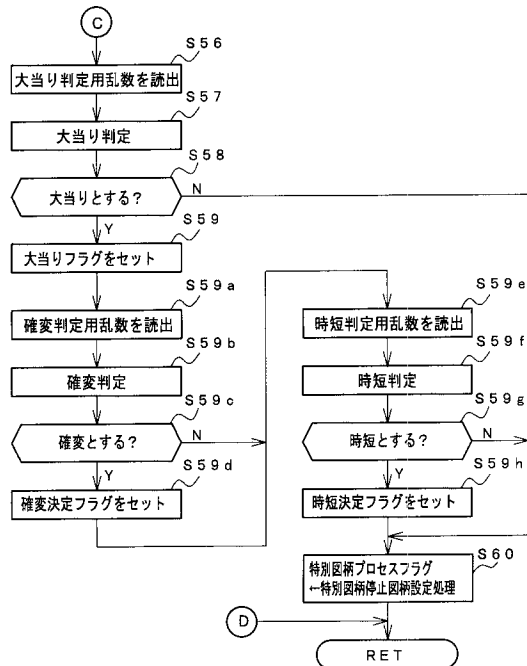 C
S56
大当り判定用乱数を読出
S57
大当り判定
S58
大当りとする?
N
Y
S59
大当りフラグをセット
S59a
確変判定用乱数を読出
S59b
確変判定
S59c
確変とする?
N
Y
S59d
確変決定フラグをセット
S59e
時短判定用乱数を読出
S59f
時短判定
S59g
時短とする?
N
Y
S59h
時短決定フラグをセット
S60
特別図柄プロセスフラグ
←特別図柄停止図柄設定処理
D
RET